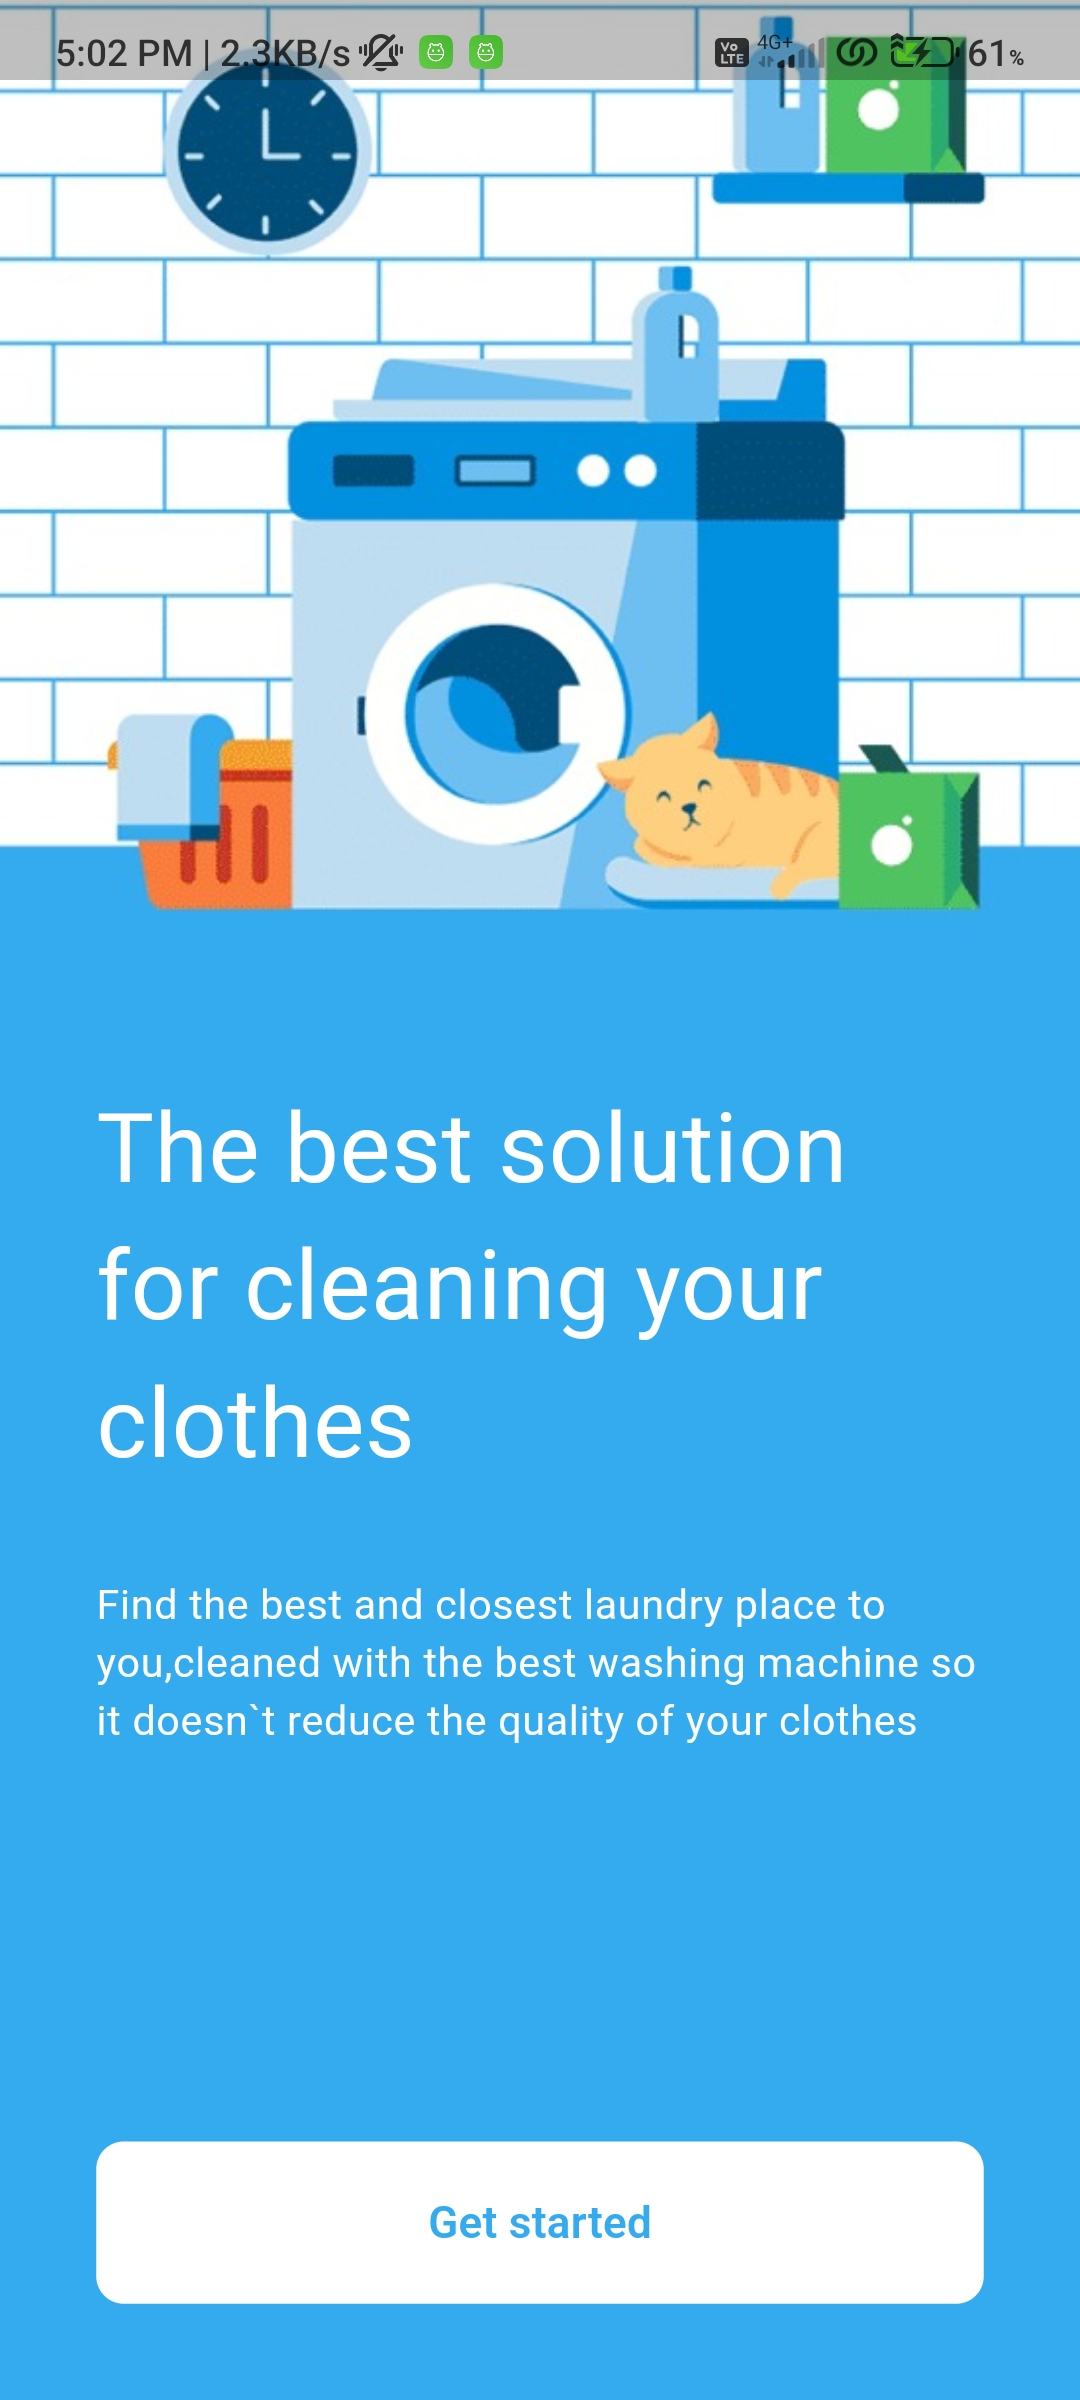 5:02 PM | 2.3KB/s Vo LTE 4G+ 61%
The best solution
for cleaning your
clothes
Find the best and closest laundry place to
you,cleaned with the best washing machine so
it doesn`t reduce the quality of your clothes
Get started